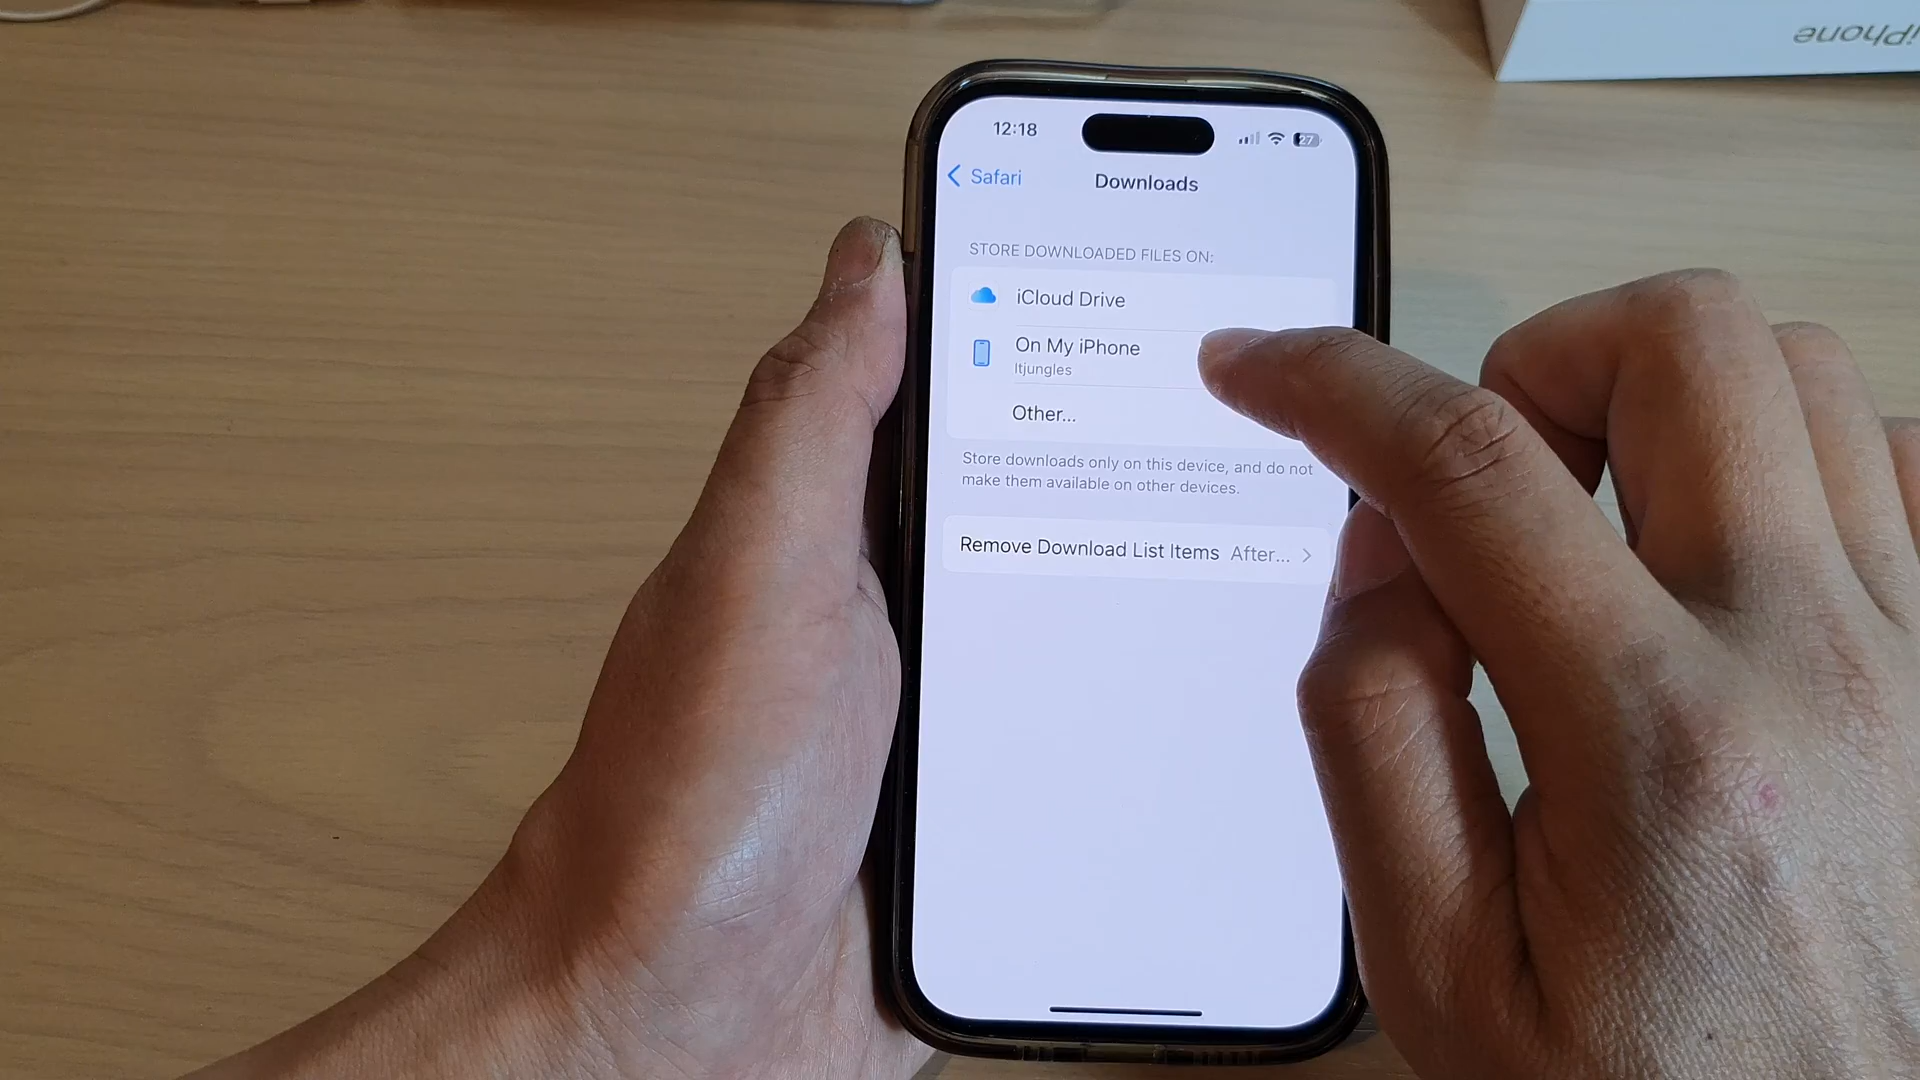 iPhone
12:18
27
Safari
Downloads
STORE DOWNLOADED FILES ON:
iCloud Drive
On My iPhone
Itjungles
Other...
Store downloads only on this device, and do not
make them available on other devices.
Remove Download List Items After...